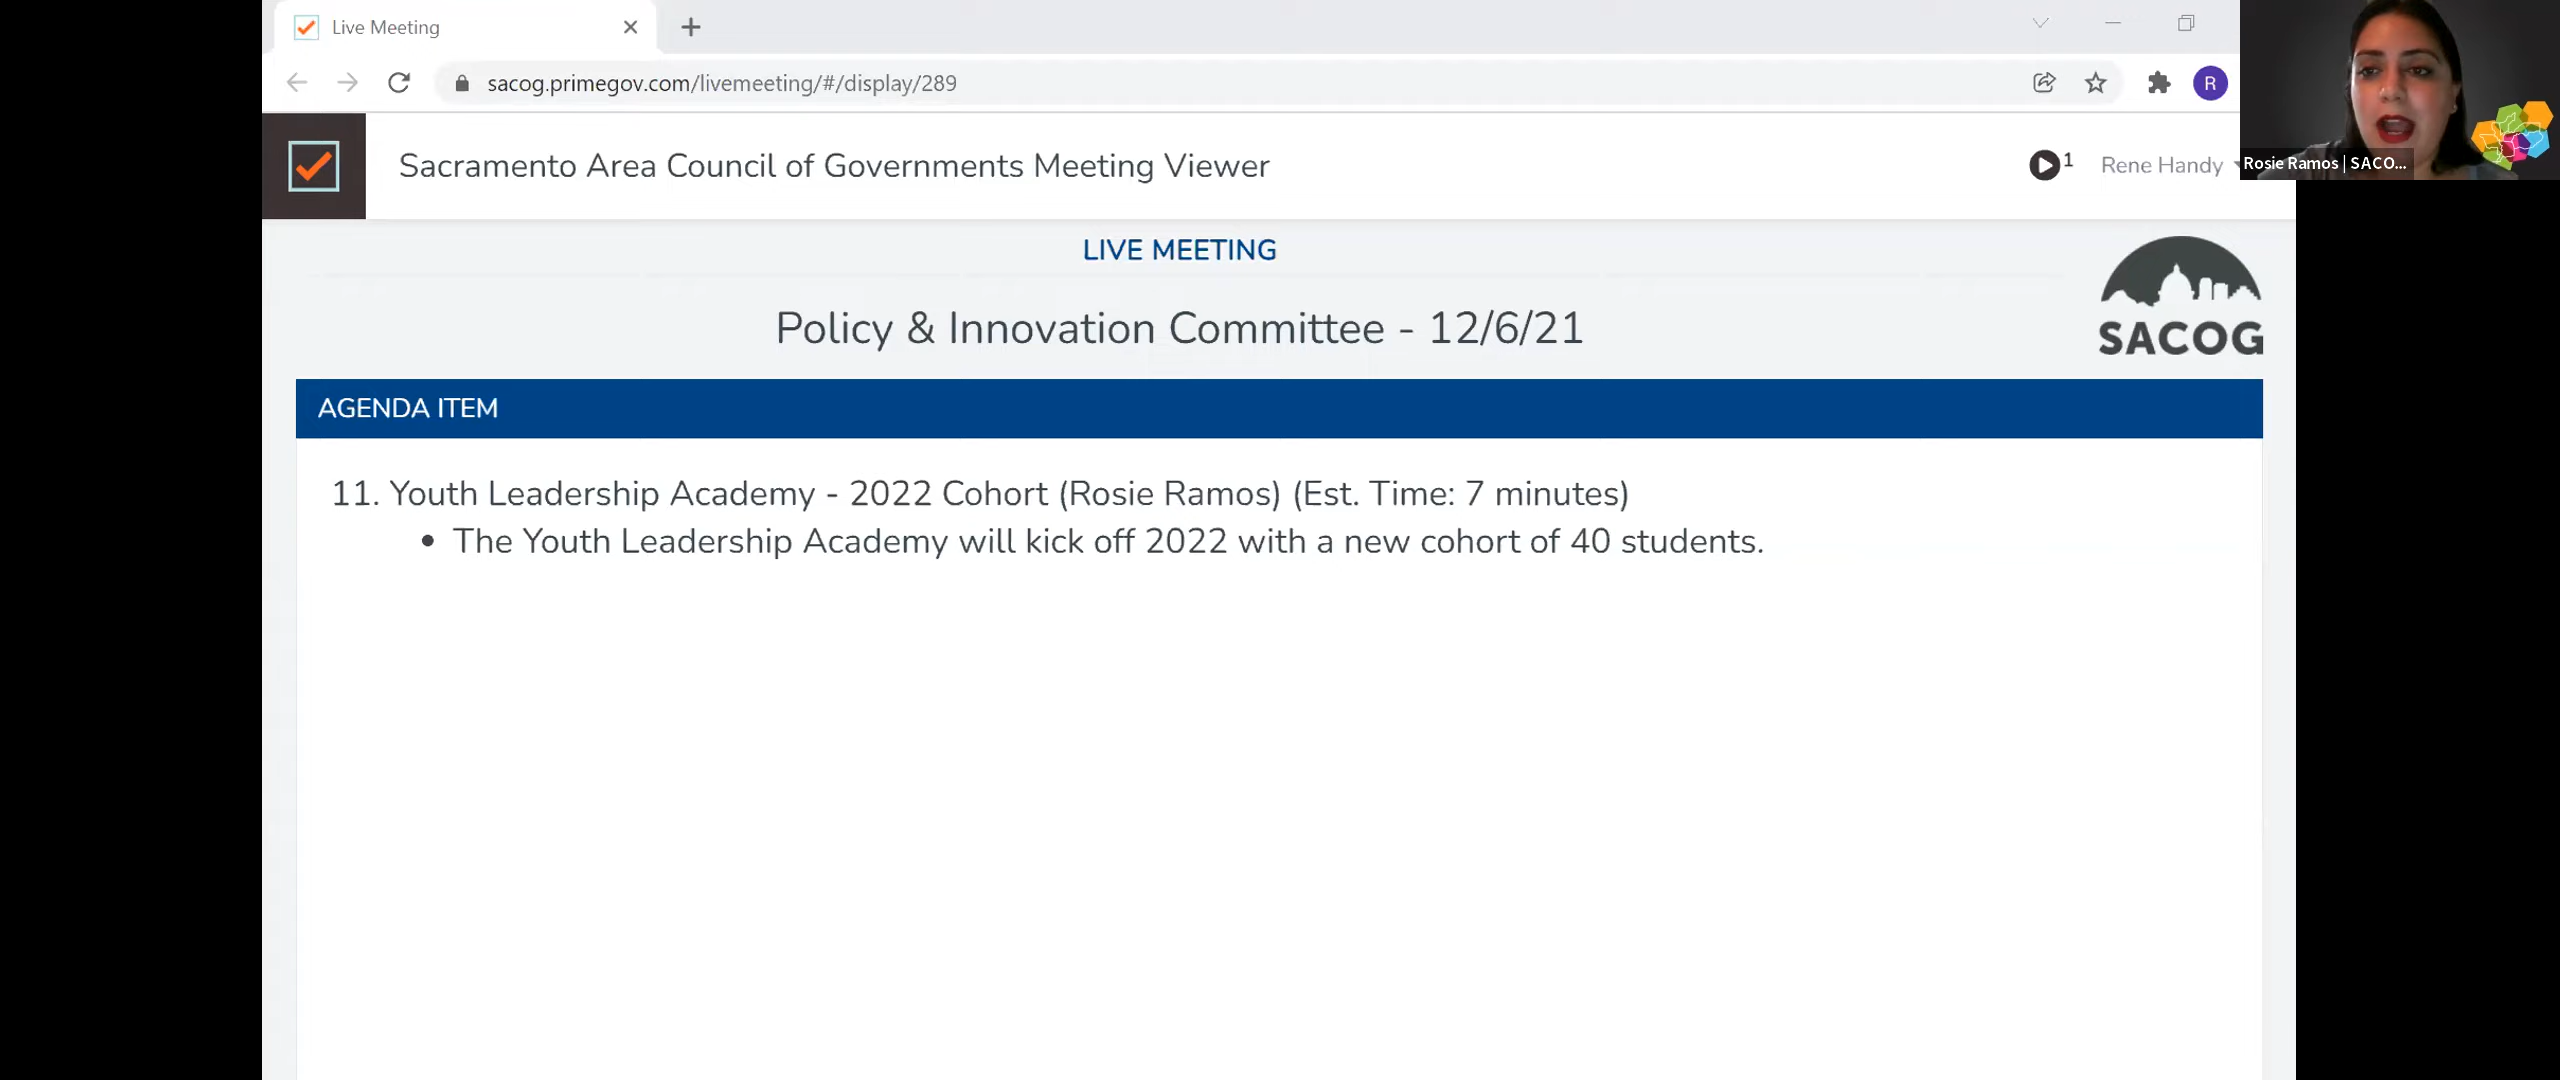 Live Meeting
sacog.primegov.com/livemeeting/#/display/289
R
Sacramento Area Council of Governments Meeting Viewer
1
Rene Handy
Rosie Ramos | SACO...
LIVE MEETING
SACOG
Policy & Innovation Committee - 12/6/21
AGENDA ITEM
11. Youth Leadership Academy - 2022 Cohort (Rosie Ramos) (Est. Time: 7 minutes)
• The Youth Leadership Academy will kick off 2022 with a new cohort of 40 students.